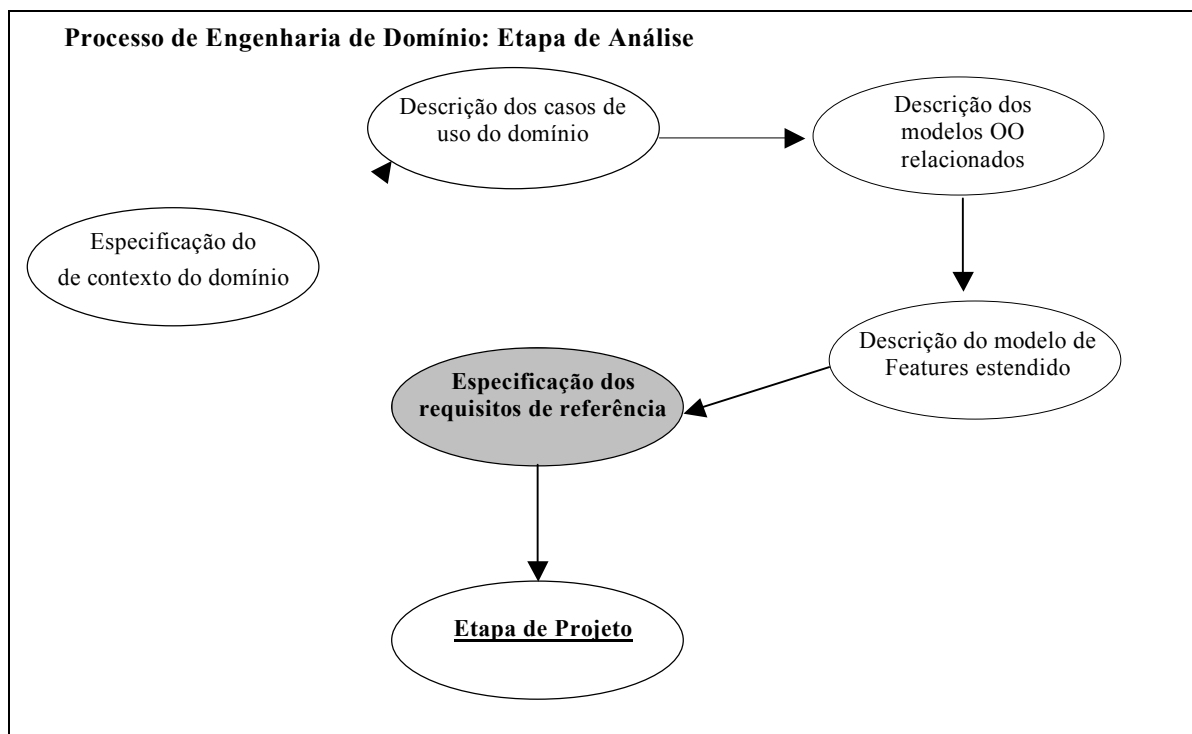 Processo de Engenharia de Domínio: Etapa de Análise
Descrição dos casos de
uso do domínio
Descrição dos
modelos OO
relacionados
Especificação do
de contexto do domínio
Descrição do modelo de
Features estendido
Especificação dos
requisitos de referência
Etapa de Projeto